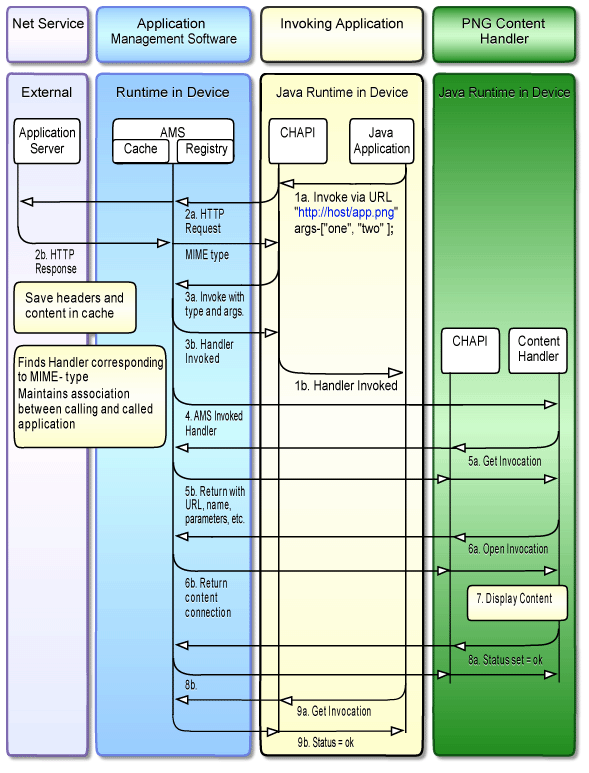 Net Service
Application
Management Software
Invoking Application
PNG Content
Handler
External
Runtime in Device
Java Runtime in Device
Java Runtime in Device
Application
Server
AMS
Cache
Registry
CHAPI
Java
Application
1a. Invoke via URL
"http://host/app.png"
args-["one", "two" ];
2a. HTTP
Request
2b. HTTP
Response
MIME type
Save headers and
content in cache
3a. Invoke with
type and args.
3b. Handler
Invoked
CHAPI
Content
Handler
Finds Handler corresponding
to MIME- type
Maintains association
between calling and called
application
1b. Handler Invoked
4. AMS Invoked
Handler
5a. Get Invocation
5b. Return with
URL, name,
parameters, etc.
6a. Open Invocation
6b. Return
content
connection
7. Display Content
8a. Status set = ok
8b.
9a. Get Invocation
9b. Status = ok